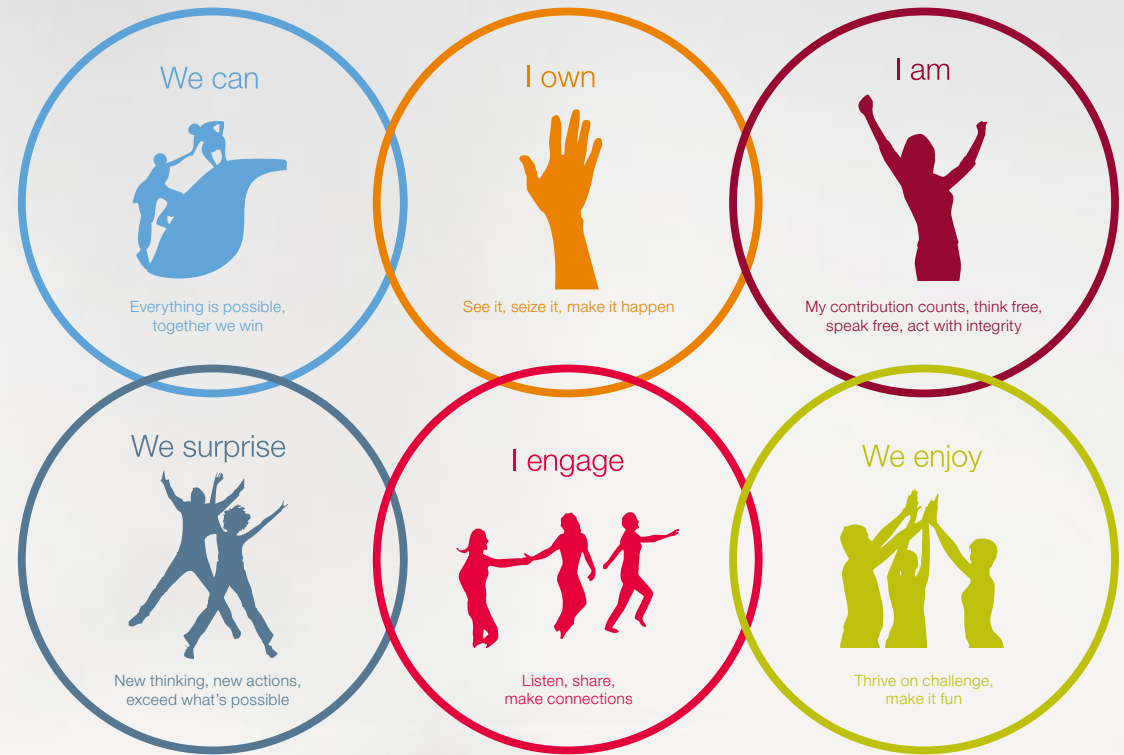 We can
Everything is possible,
together we win
I own
See it, seize it, make it happen
I am
My contribution counts, think free,
speak free, act with integrity
We surprise
New thinking, new actions,
exceed what's possible
I engage
Listen, share,
make connections
We enjoy
Thrive on challenge,
make it fun